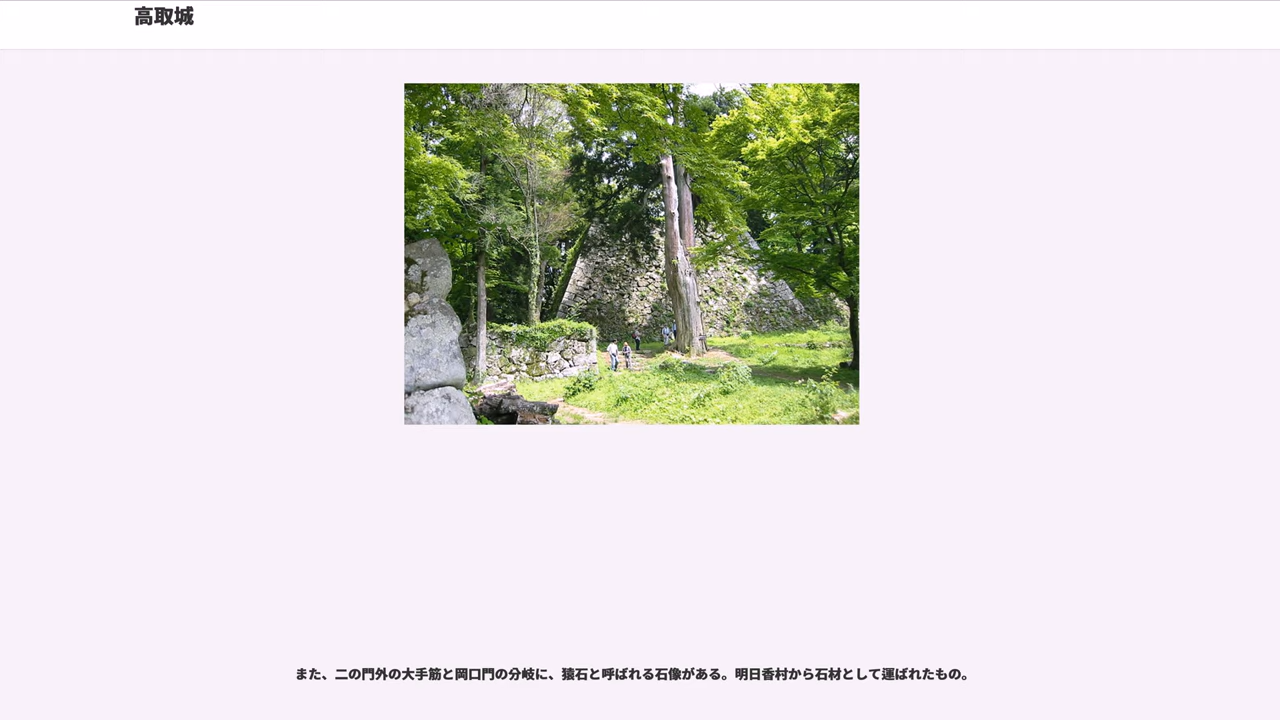 高取城
また、二の門外の大手筋と岡口門の分岐に、猿石と呼ばれる石像がある。明日香村から石材として運ばれたもの。